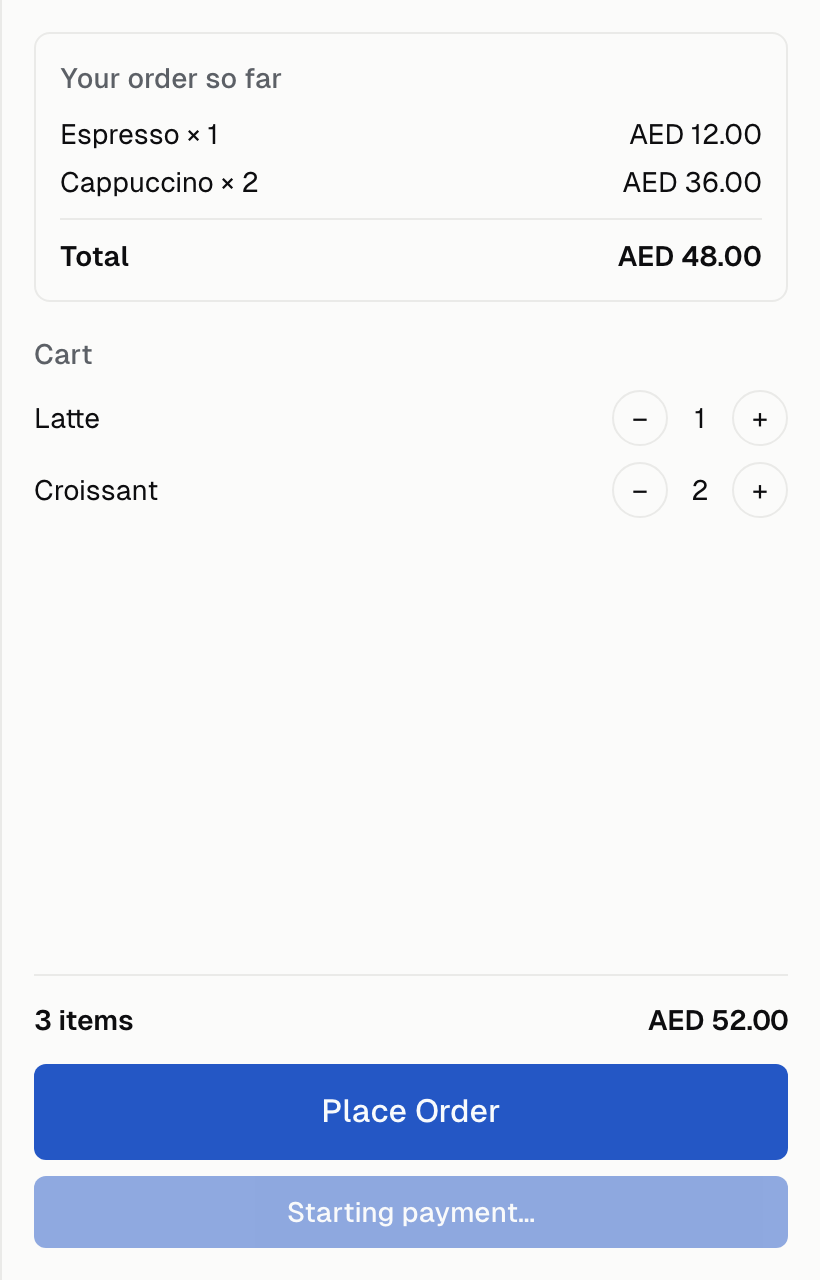 Your order so far
Espresso × 1 AED 12.00
Cappuccino × 2 AED 36.00
Total AED 48.00
Cart
Latte − 1 +
Croissant − 2 +
3 items AED 52.00
Place Order
Starting payment...